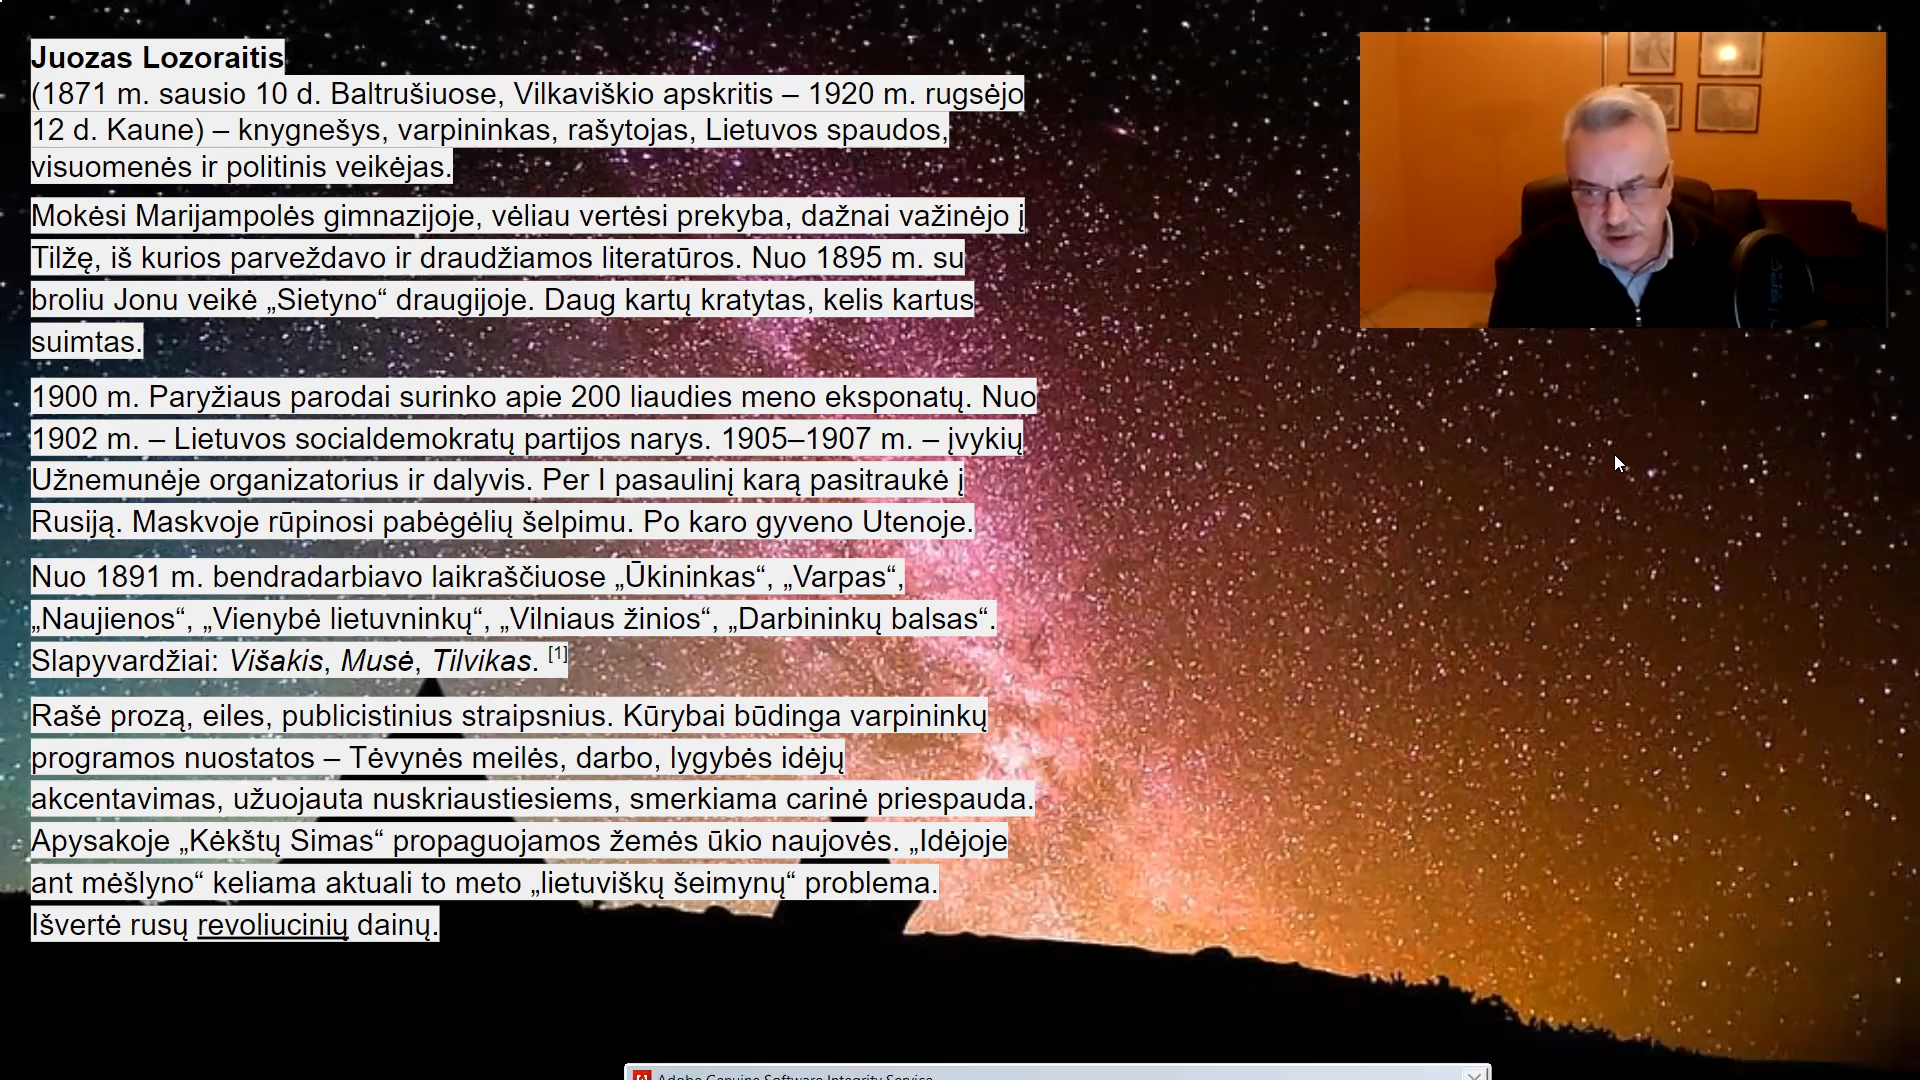 Juozas Lozoraitis
(1871 m. sausio 10 d. Baltrušiuose, Vilkaviškio apskritis – 1920 m. rugsėjo
12 d. Kaune) – knygnešys, varpininkas, rašytojas, Lietuvos spaudos,
visuomenės ir politinis veikėjas.
Mokėsi Marijampolės gimnazijoje, vėliau vertėsi prekyba, dažnai važinėjo į
Tilžę, iš kurios parveždavo ir draudžiamos literatūros. Nuo 1895 m. su
broliu Jonu veikė „Sietyno“ draugijoje. Daug kartų kratytas, kelis kartus
suimtas.
1900 m. Paryžiaus parodai surinko apie 200 liaudies meno eksponatų. Nuo
1902 m. – Lietuvos socialdemokratų partijos narys. 1905–1907 m. – įvykių
Užnemunėje organizatorius ir dalyvis. Per I pasaulinį karą pasitraukė į
Rusiją. Maskvoje rūpinosi pabėgėlių šelpimu. Po karo gyveno Utenoje.
Nuo 1891 m. bendradarbiavo laikraščiuose „Ūkininkas“, „Varpas“,
„Naujienos“, „Vienybė lietuvninkų“, „Vilniaus žinios“, „Darbininkų balsas“.
Slapyvardžiai: Višakis, Musė, Tilvikas. [1]
Rašė prozą, eiles, publicistinius straipsnius. Kūrybai būdinga varpininkų
programos nuostatos – Tėvynės meilės, darbo, lygybės idėjų
akcentavimas, užuojauta nuskriaustiesiems, smerkiama carinė priespauda.
Apysakoje „Kėkštų Simas“ propaguojamos žemės ūkio naujovės. „Idėjoje
ant mėšlyno“ keliama aktuali to meto „lietuviškų šeimynų“ problema.
Išvertė rusų revoliucinių dainų.
Adobe Genuine Software Integrity Service